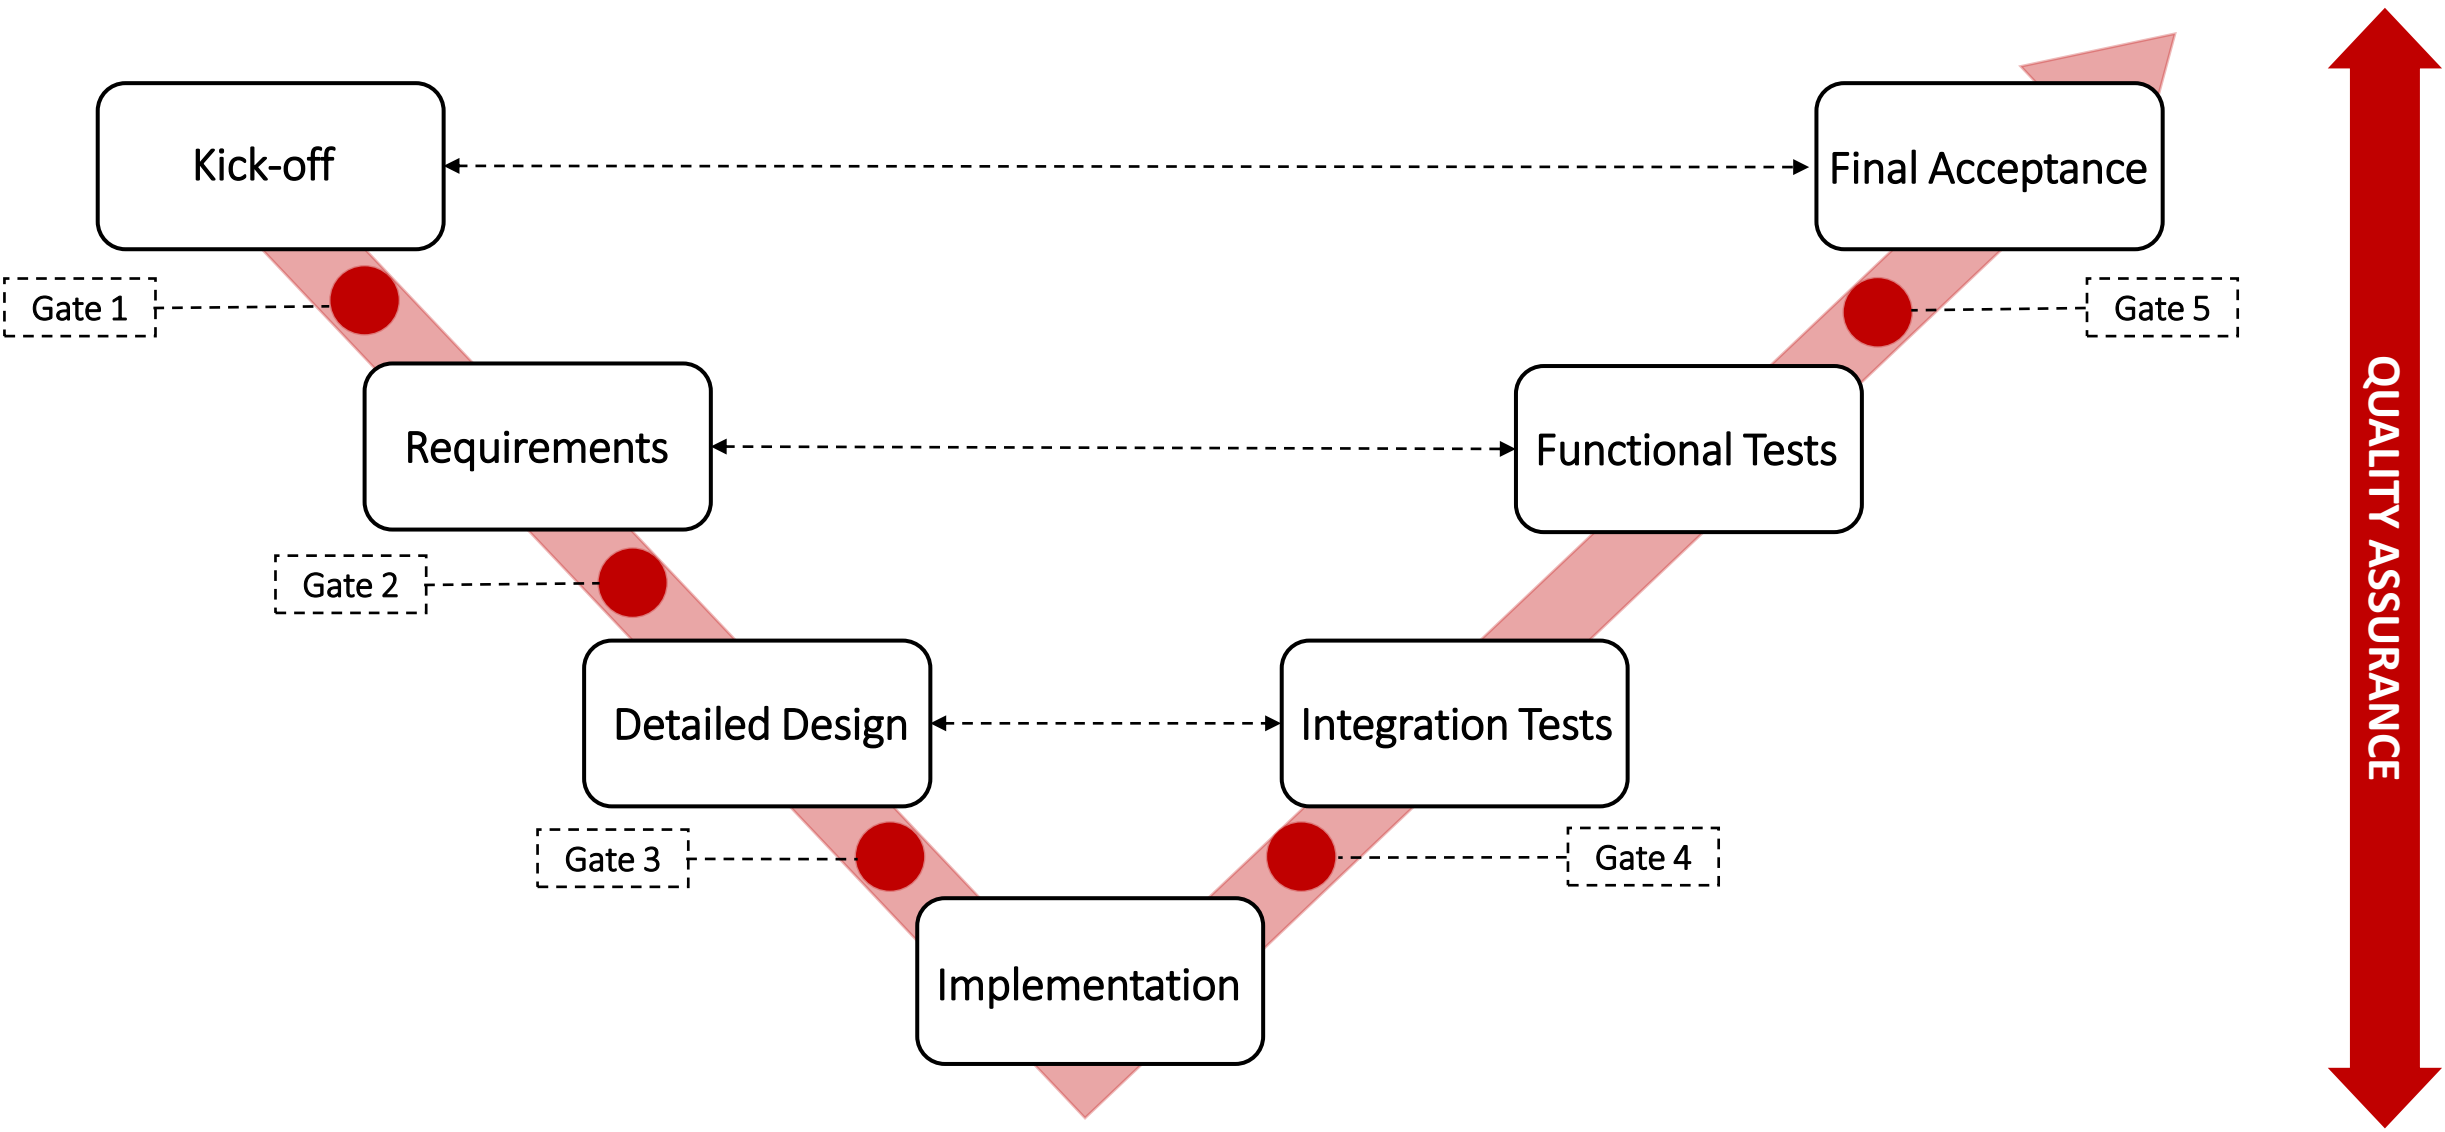 Kick-off
Final Acceptance
Gate 1
Gate 5
Requirements
Functional Tests
Gate 2
Detailed Design
Integration Tests
Gate 3
Gate 4
Implementation
QUALITY ASSURANCE